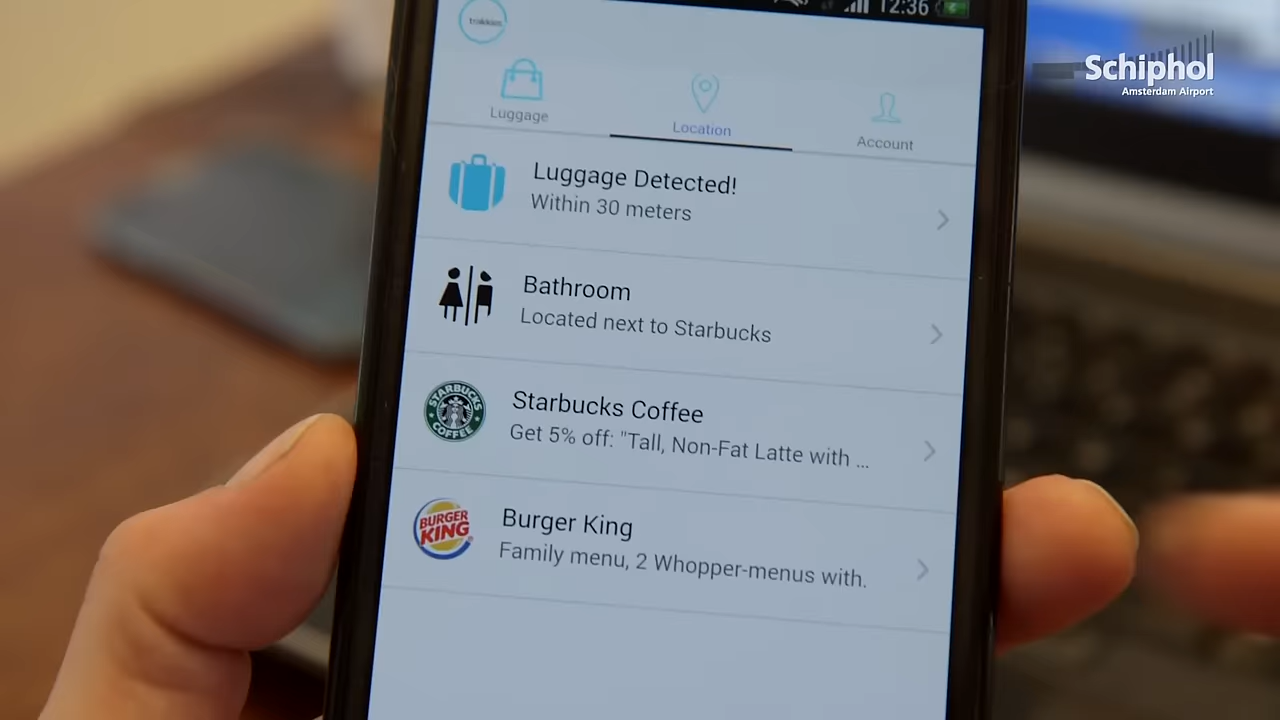 12:36
trakkies
Schiphol
Amsterdam Airport
Luggage
Location
Account
Luggage Detected!
Within 30 meters
Bathroom
Located next to Starbucks
STARBUCKS
COFFEE
Starbucks Coffee
Get 5% off: "Tall, Non-Fat Latte with ...
BURGER
KING
Burger King
Family menu, 2 Whopper-menus with.